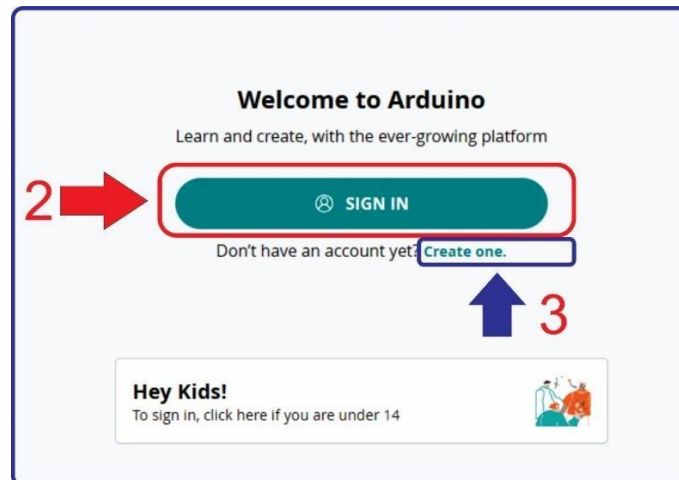 Welcome to Arduino
Learn and create, with the ever-growing platform
2
SIGN IN
Don't have an account yet? Create one.
3
Hey Kids!
To sign in, click here if you are under 14